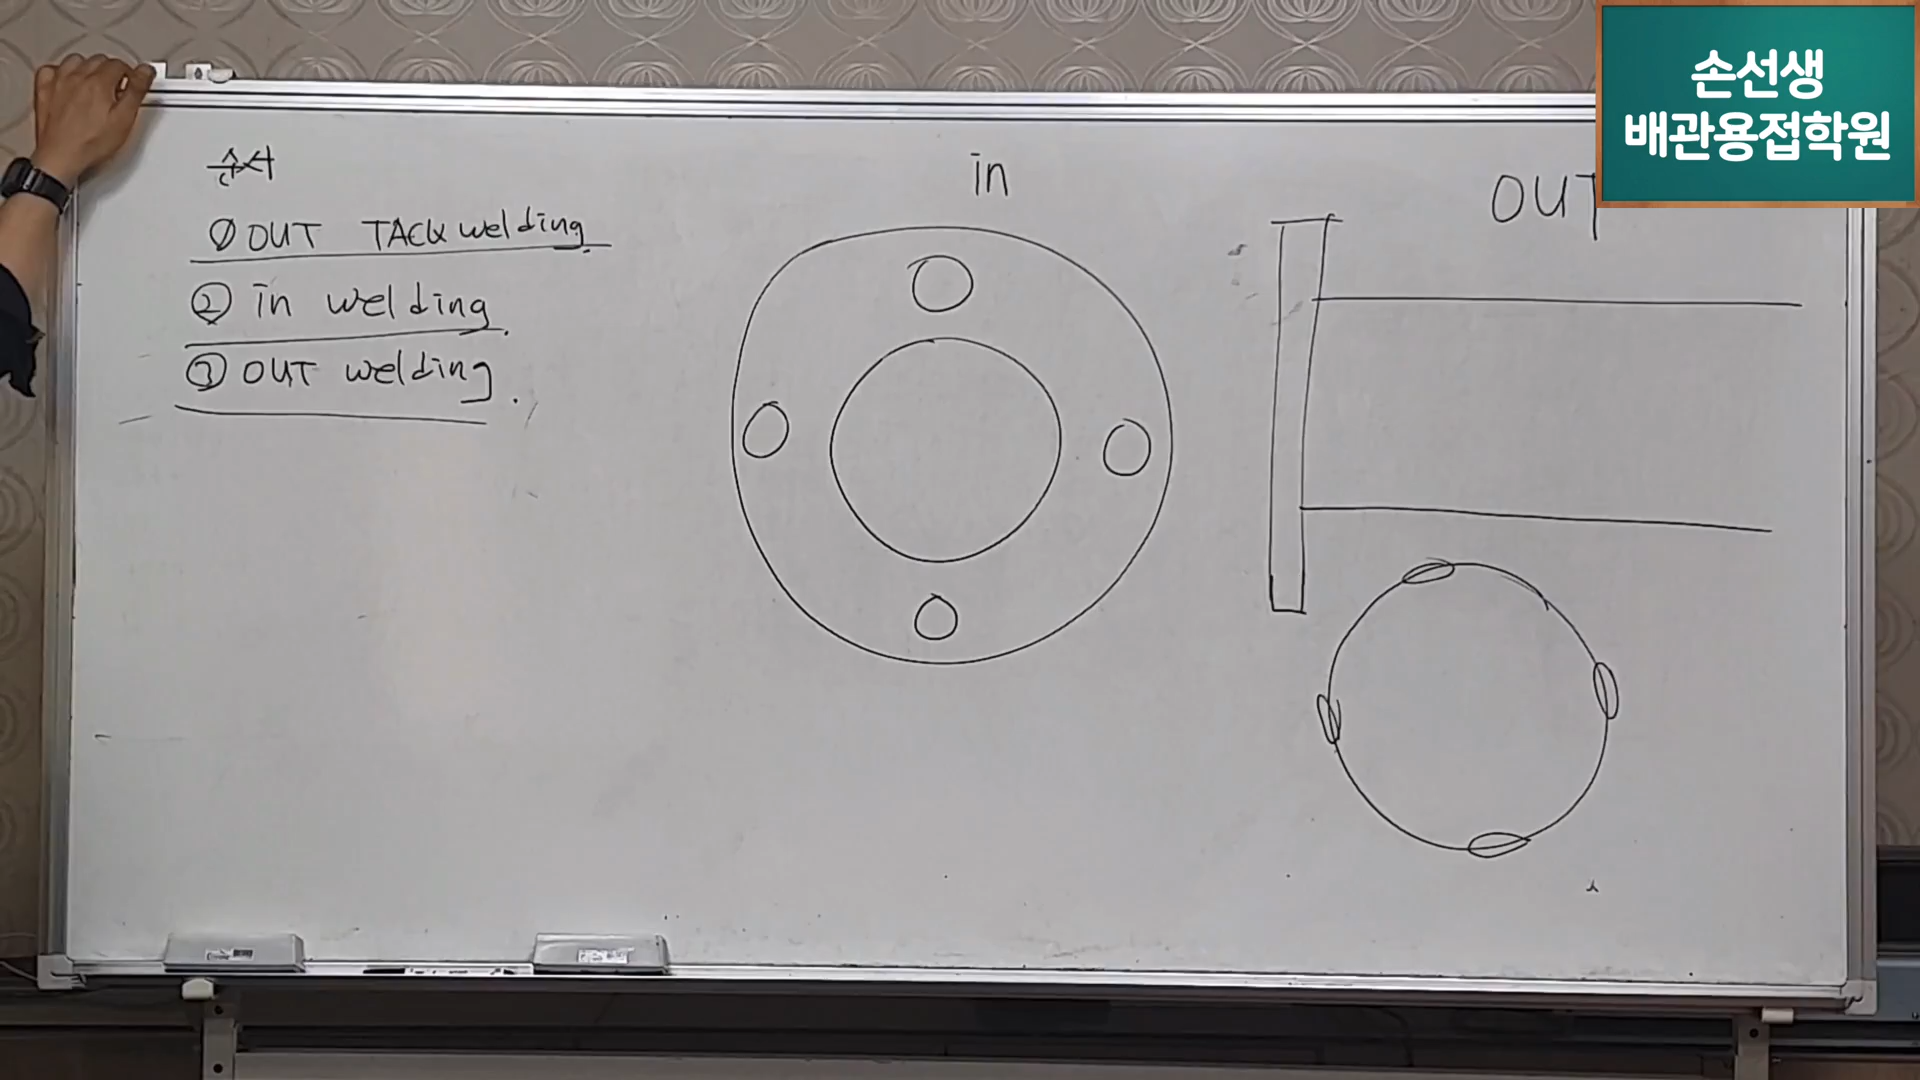 순서
① OUT TACK welding.
② in welding.
③ OUT welding.
in
OUT
손선생
배관용접학원